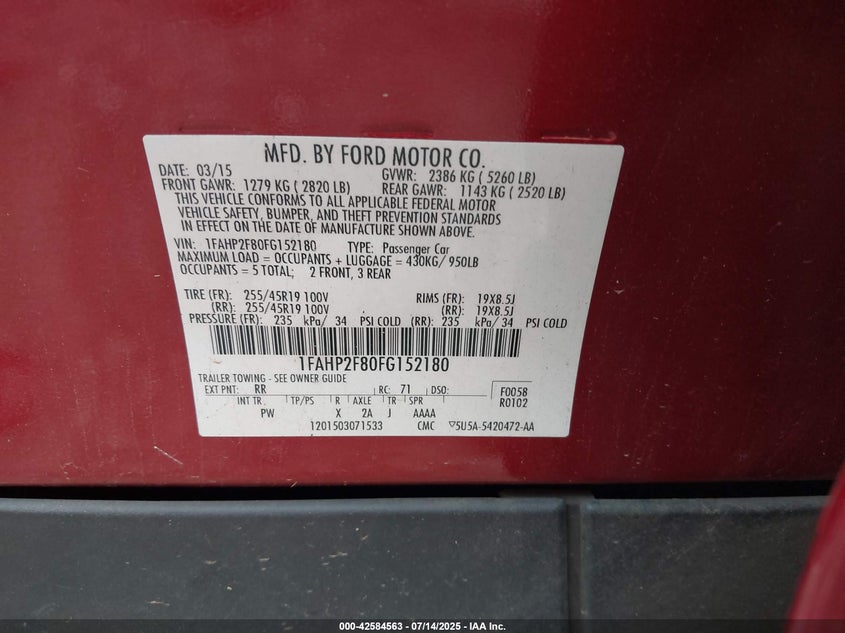 MFD. BY FORD MOTOR CO.
DATE: 03/15 GVWR: 2386 KG ( 5260 LB)
FRONT GAWR: 1279 KG ( 2820 LB) REAR GAWR: 1143 KG ( 2520 LB)
THIS VEHICLE CONFORMS TO ALL APPLICABLE FEDERAL MOTOR
VEHICLE SAFETY, BUMPER, AND THEFT PREVENTION STANDARDS
IN EFFECT ON THE DATE OF MANUFACTURE SHOWN ABOVE.
VIN: 1FAHP2F80FG152180 TYPE: Passenger Car
MAXIMUM LOAD = OCCUPANTS + LUGGAGE = 430KG/ 950LB
OCCUPANTS = 5 TOTAL; 2 FRONT, 3 REAR
TIRE (FR): 255/45R19 100V RIMS (FR): 19X8.5J
(RR): 255/45R19 100V (RR): 19X8.5J
PRESSURE (FR): 235 kPa/ 34 PSI COLD (RR): 235 kPa/ 34 PSI COLD
1FAHP2F80FG152180
TRAILER TOWING - SEE OWNER GUIDE
EXT PNT: RR RC: 71 DSO: F0058
INT TR. TP/PS R AXLE TR SPR R0102
PW X 2A J AAAA
1201503071533 CMC ▽5U5A-5420472-AA
000-42584563 - 07/14/2025 - IAA Inc.